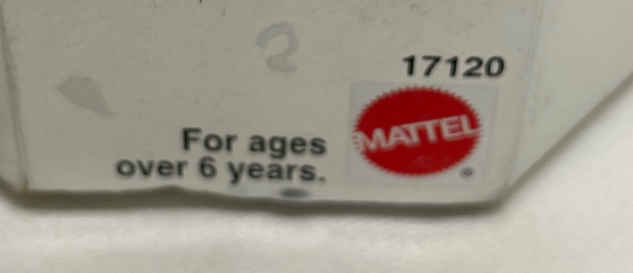 17120
MATTEL
®
For ages
over 6 years.